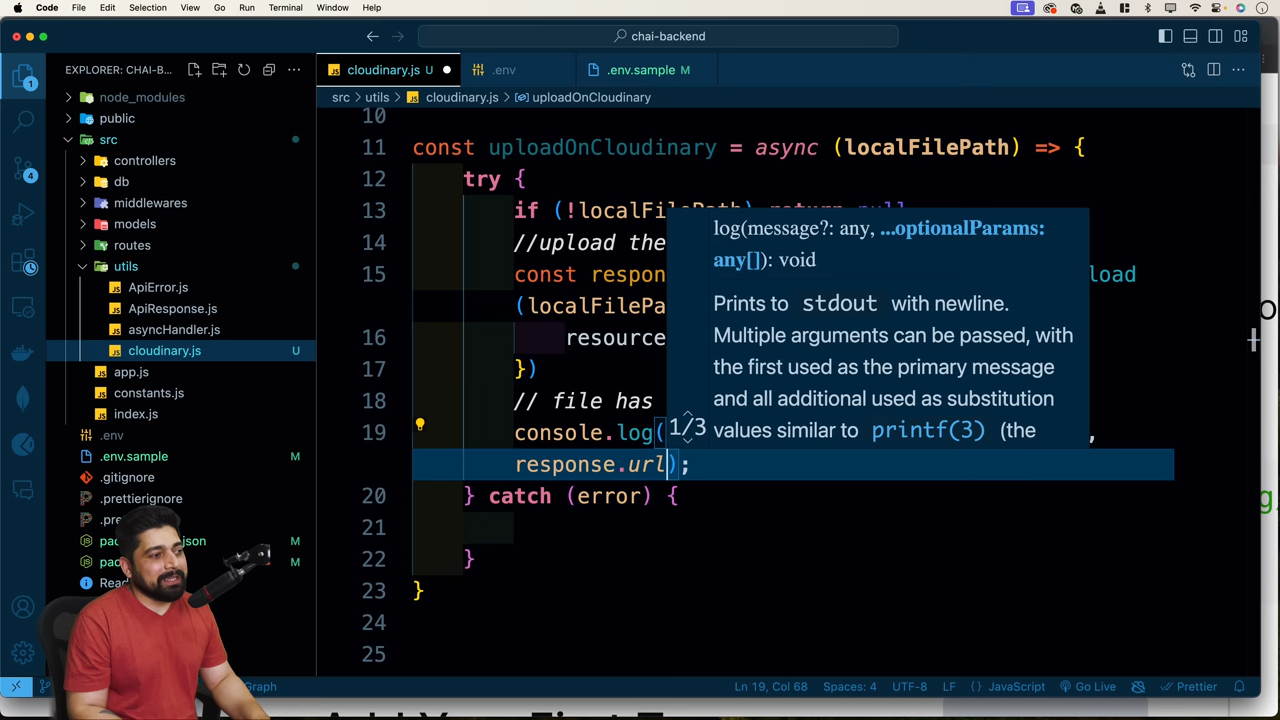 Code File Edit Selection View Go Run Terminal Window Help
chai-backend
EXPLORER: CHAI-B...
cloudinary.js U
.env
.env.sample M
src > utils > cloudinary.js > uploadOnCloudinary
node_modules
public
src
controllers
db
middlewares
models
routes
utils
ApiError.js
ApiResponse.js
asyncHandler.js
cloudinary.js U
app.js
constants.js
index.js
.env
.env.sample M
.gitignore
.prettierignore
M
M
1
4
10
11 const uploadOnCloudinary = async (localFilePath) => {
12 try {
13 if (!localFilePath) return null
14 //upload the
15 const respon
load
16 resource
17 })
18 // file has
19 console.log(
,
response.url);
20 } catch (error) {
21
22 }
23 }
24
25
log(message?: any, ...optionalParams:
any[]): void
Prints to stdout with newline.
Multiple arguments can be passed, with
the first used as the primary message
and all additional used as substitution
values similar to printf(3) (the
1/3
Graph
Ln 19, Col 68 Spaces: 4 UTF-8 LF { } JavaScript Go Live Prettier